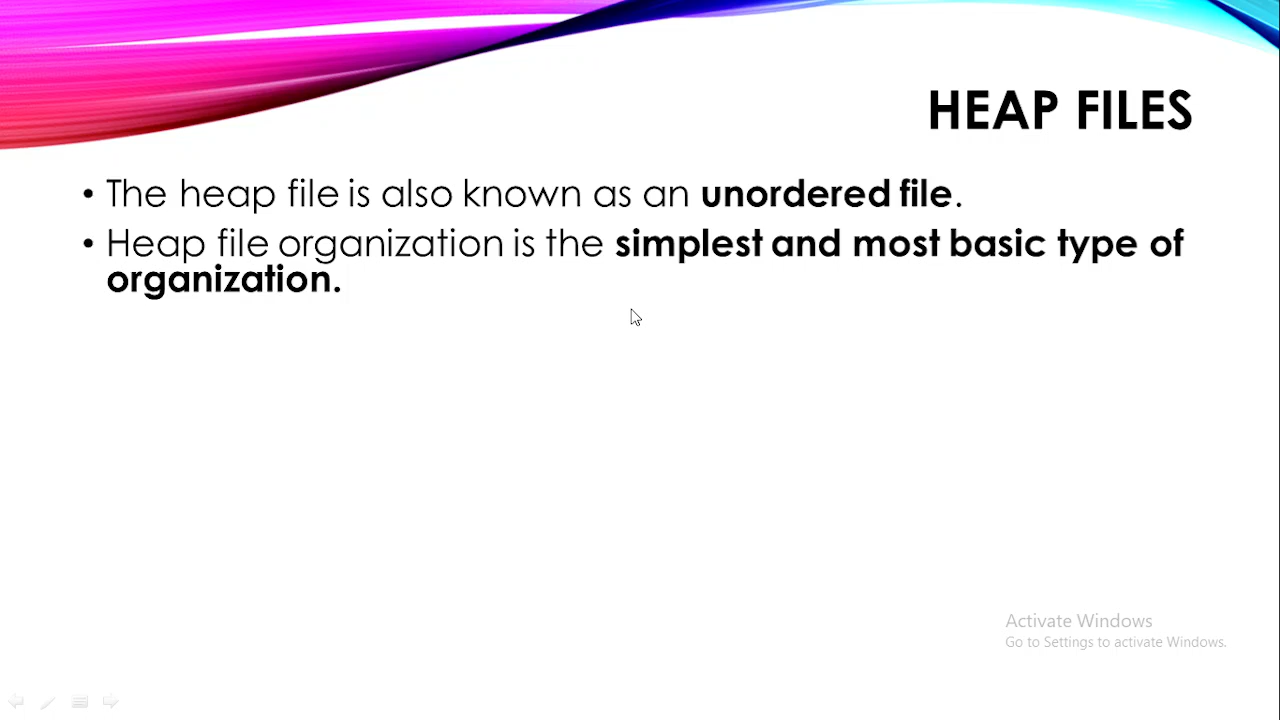 HEAP FILES
• The heap file is also known as an unordered file.
• Heap file organization is the simplest and most basic type of
organization.
Activate Windows
Go to Settings to activate Windows.